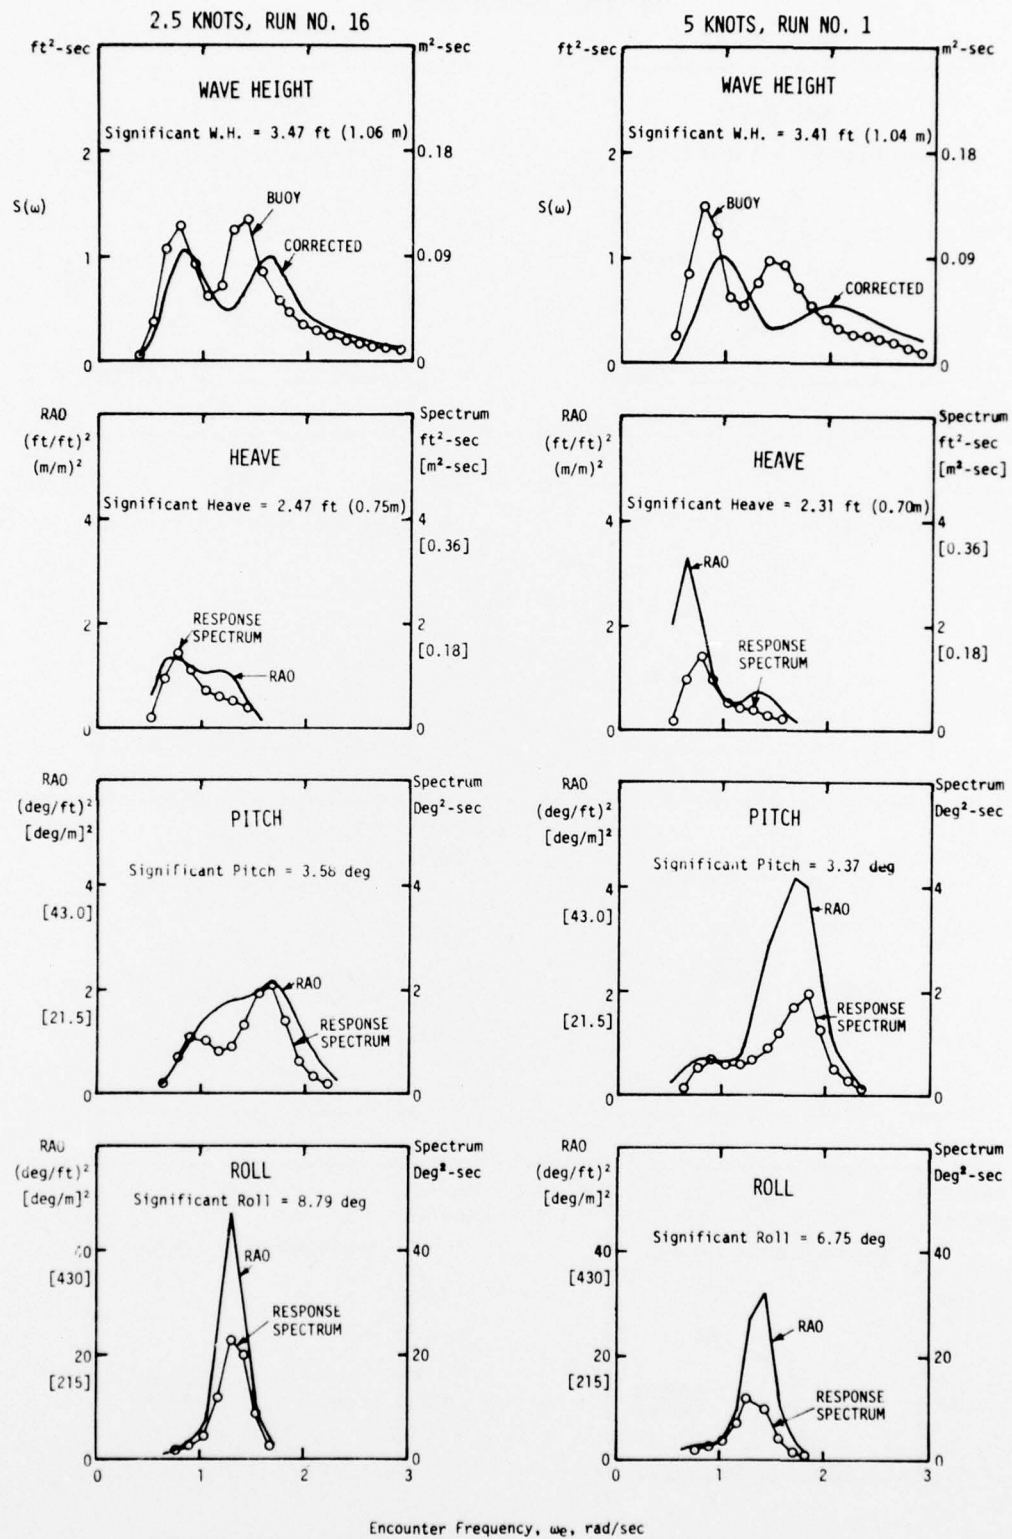 2.5 KNOTS, RUN NO. 16
ft²-sec
m²-sec
WAVE HEIGHT
Significant W.H. = 3.47 ft (1.06 m)
2
0.18
S(ω)
BUOY
CORRECTED
1
0.09
0
0
5 KNOTS, RUN NO. 1
ft²-sec
m²-sec
WAVE HEIGHT
Significant W.H. = 3.41 ft (1.04 m)
2
0.18
S(ω)
BUOY
1
0.09
CORRECTED
0
0
RAO
(ft/ft)²
(m/m)²
Spectrum
ft²-sec
[m²-sec]
HEAVE
Significant Heave = 2.47 ft (0.75m)
4
4
[0.36]
RESPONSE
SPECTRUM
2
2
[0.18]
RAO
0
0
RAO
(ft/ft)²
(m/m)²
Spectrum
ft²-sec
[m²-sec]
HEAVE
Significant Heave = 2.31 ft (0.70m)
4
4
[0.36]
RAO
2
2
RESPONSE
SPECTRUM
[0.18]
0
0
RAO
(deg/ft)²
[deg/m]²
Spectrum
Deg²-sec
PITCH
Significant Pitch = 3.58 deg
4
4
[43.0]
RAO
2
2
[21.5]
RESPONSE
SPECTRUM
0
0
RAO
(deg/ft)²
[deg/m]²
Spectrum
Deg²-sec
PITCH
Significant Pitch = 3.37 deg
4
4
[43.0]
RAO
2
2
[21.5]
RESPONSE
SPECTRUM
0
0
RAO
(deg/ft)²
[deg/m]²
Spectrum
Deg²-sec
ROLL
Significant Roll = 8.79 deg
40
40
[430]
RAO
RESPONSE
SPECTRUM
20
20
[215]
0
0
0 1 2 3
RAO
(deg/ft)²
[deg/m]²
Spectrum
Deg²-sec
ROLL
Significant Roll = 6.75 deg
40
40
[430]
RAO
20
20
[215]
RESPONSE
SPECTRUM
0
0
0 1 2 3
Encounter Frequency, ωe, rad/sec